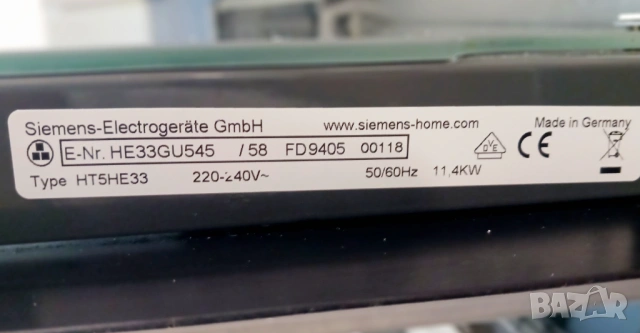 Siemens-Electrogeräte GmbH www.siemens-home.com Made in Germany
E-Nr. HE33GU545 /58 FD9405 00118
Type HT5HE33 220-240V~ 50/60Hz 11,4KW
DVE
CE
BAZAR